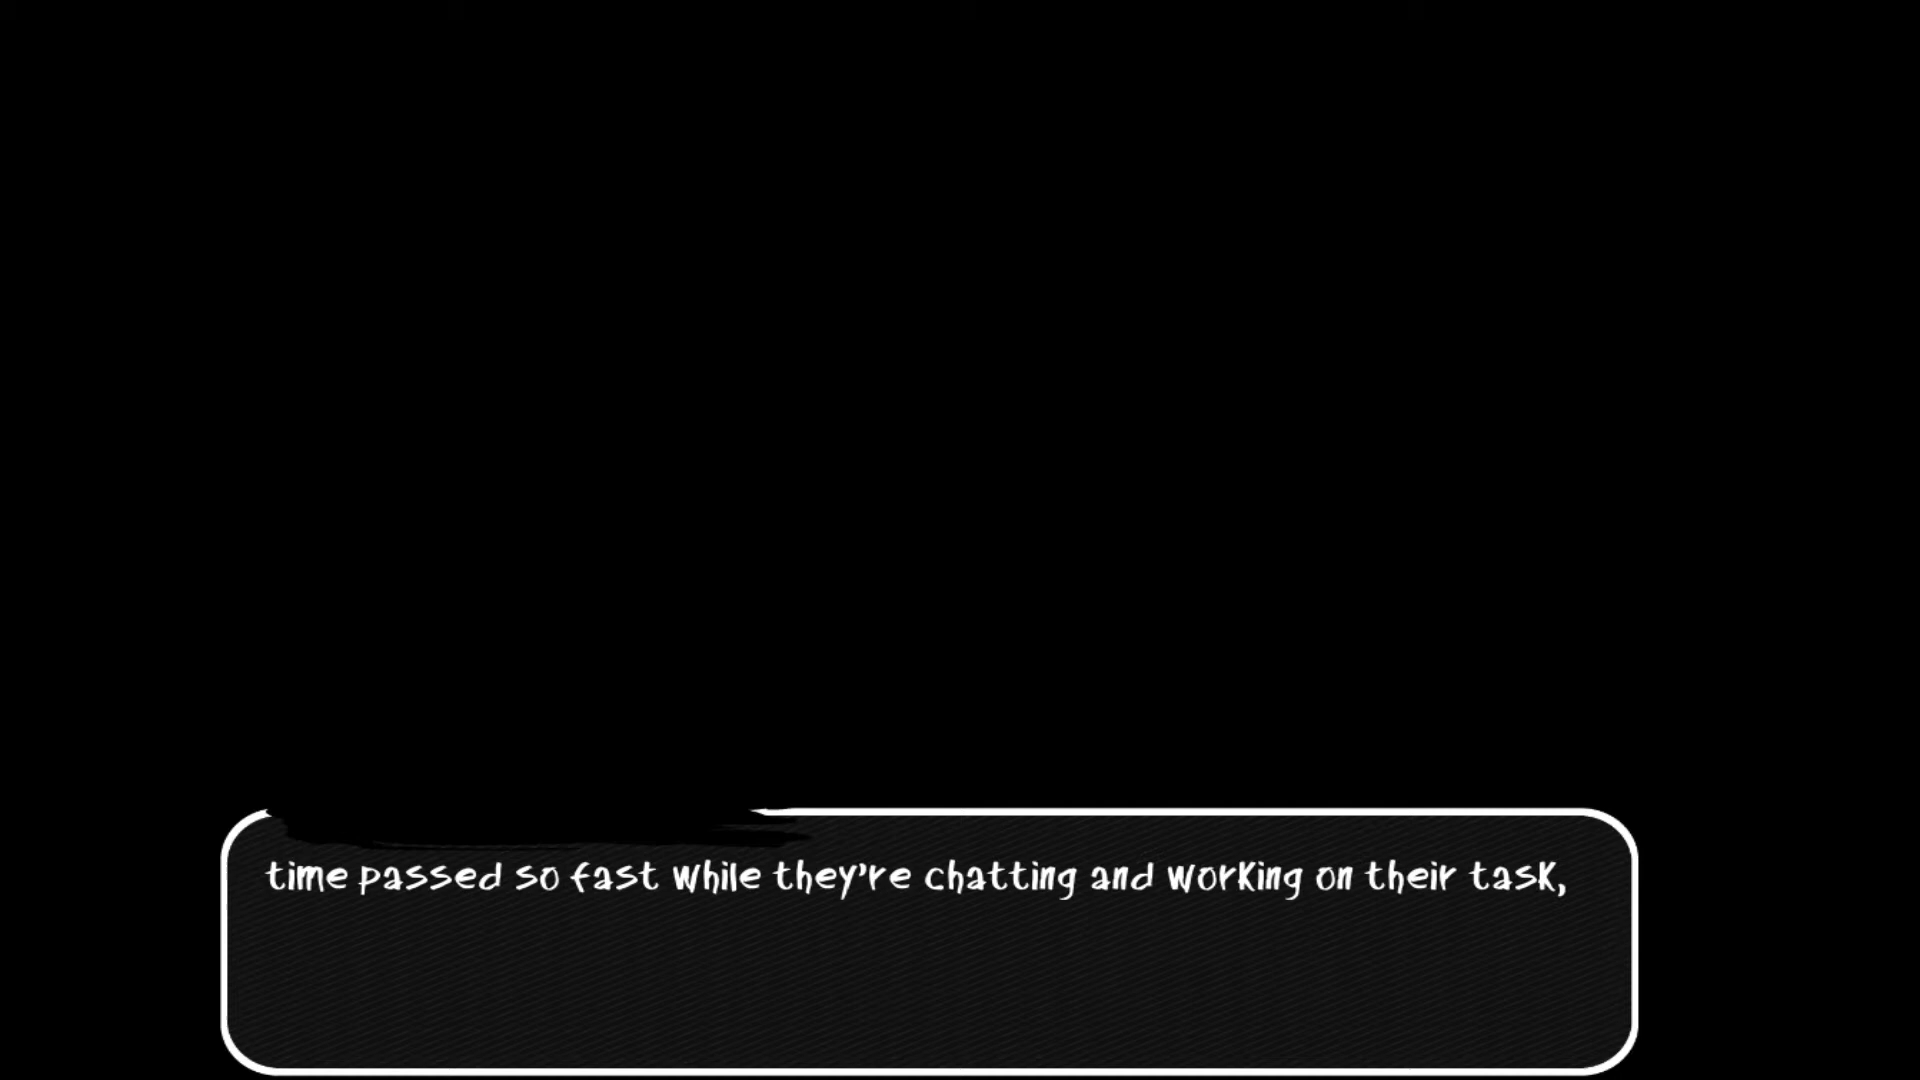 time passed so fast while they're chatting and working on their task,